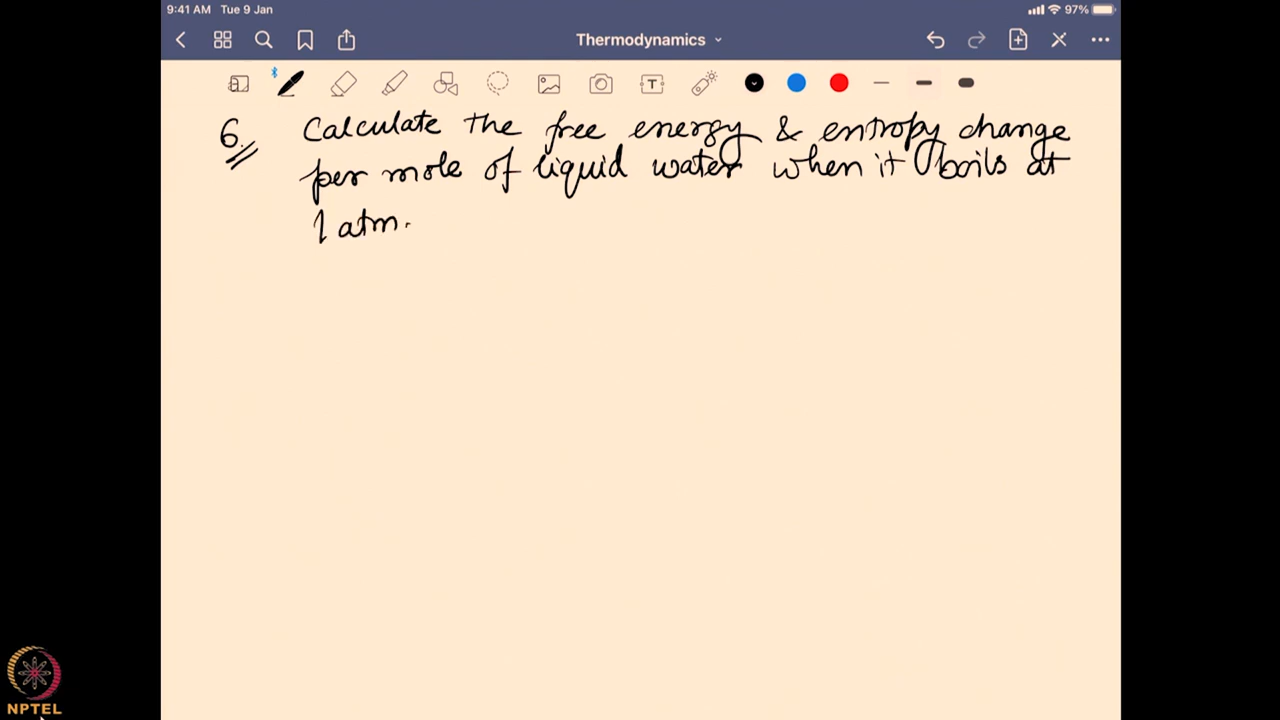 9:41 AM Tue 9 Jan 97%
Thermodynamics
T
6. Calculate the free energy & entropy change
per mole of liquid water when it boils at
1 atm.
NPTEL